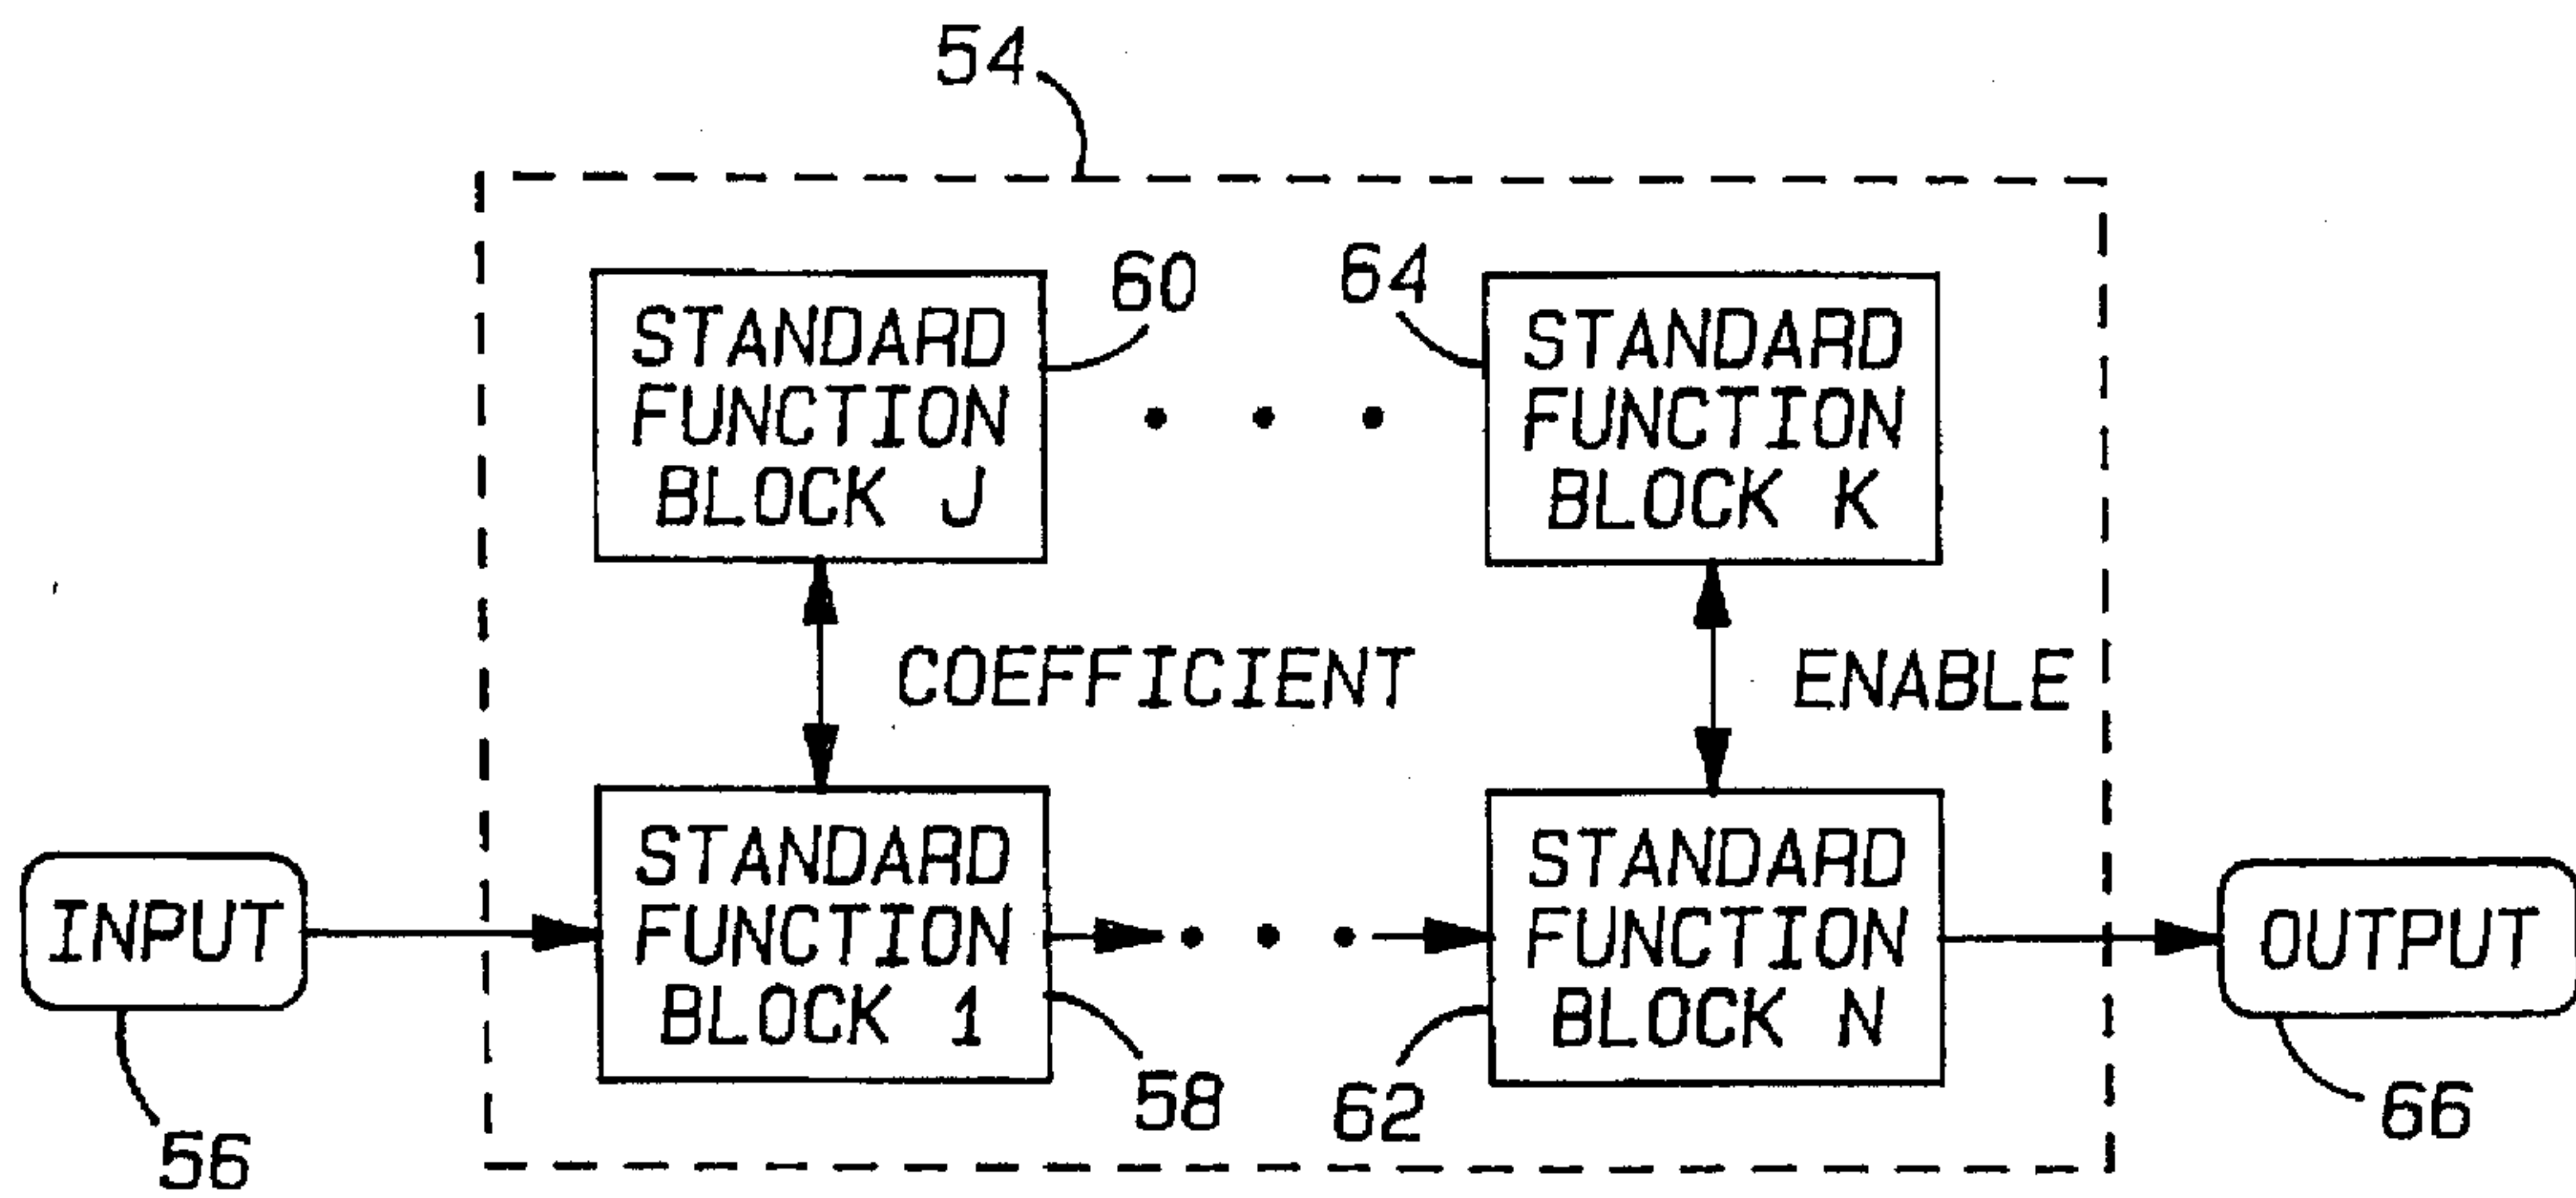 54
60
64
STANDARD
FUNCTION
BLOCK J
STANDARD
FUNCTION
BLOCK K
COEFFICIENT
ENABLE
INPUT
STANDARD
FUNCTION
BLOCK 1
STANDARD
FUNCTION
BLOCK N
OUTPUT
56
58
62
66